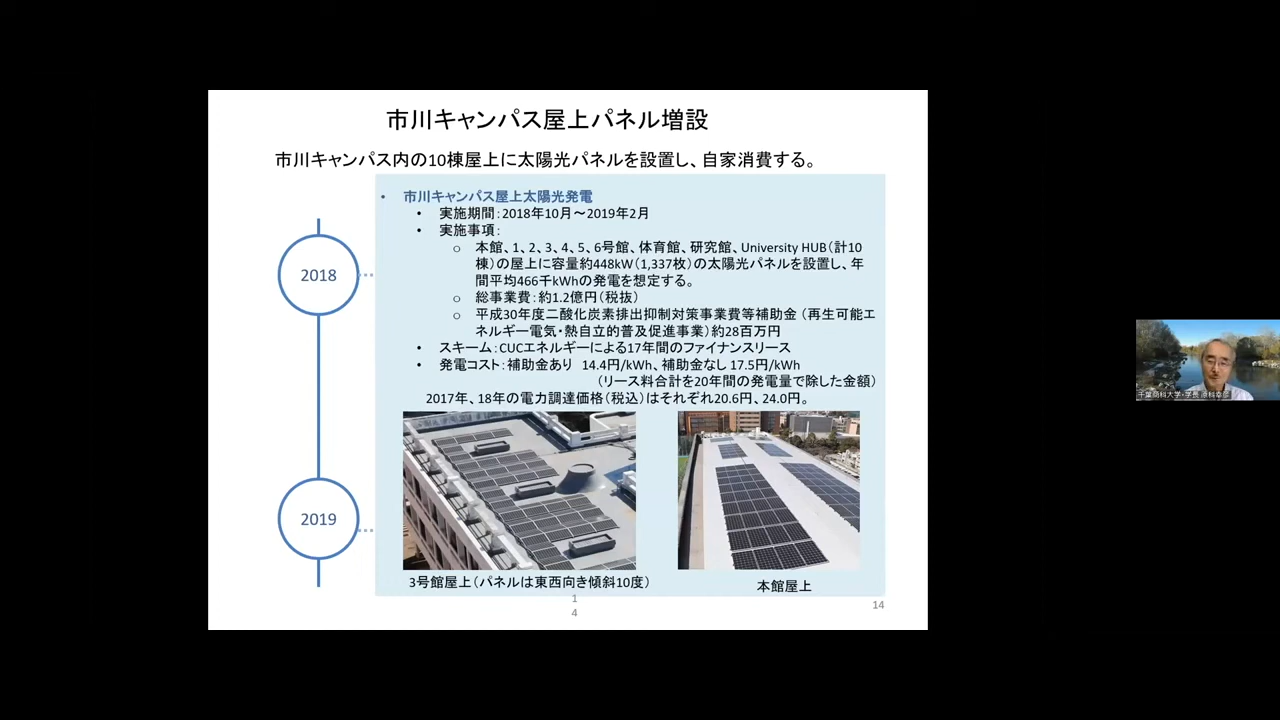 市川キャンパス屋上パネル増設
市川キャンパス内の10棟屋上に太陽光パネルを設置し、自家消費する。
• 市川キャンパス屋上太陽光発電
• 実施期間：2018年10月～2019年2月
• 実施事項：
o 本館、1、2、3、4、5、6号館、体育館、研究館、University HUB（計10
棟）の屋上に容量約448kW（1,337枚）の太陽光パネルを設置し、年
間平均466千kWhの発電を想定する。
o 総事業費：約1.2億円（税抜）
o 平成30年度二酸化炭素排出抑制対策事業費等補助金 （再生可能エ
ネルギー電気・熱自立的普及促進事業）約28百万円
• スキーム：CUCエネルギーによる17年間のファイナンスリース
• 発電コスト：補助金あり 14.4円/kWh、補助金なし 17.5円/kWh
（リース料合計を20年間の発電量で除した金額）
2017年、18年の電力調達価格（税込）はそれぞれ20.6円、24.0円。
2018
2019
3号館屋上（パネルは東西向き傾斜10度）
本館屋上
1
4
14
千葉商科大学・学長 原科幸彦